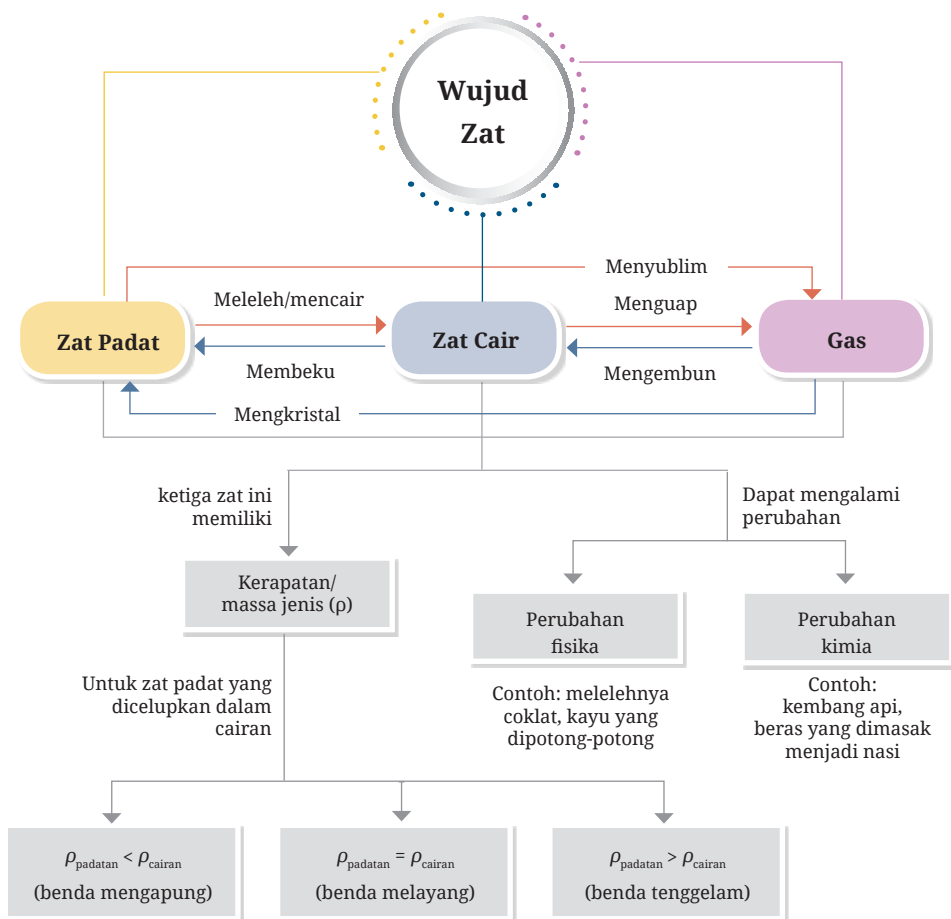 Wujud
Zat
Menyublim
Meleleh/mencair
Menguap
Zat Padat
Zat Cair
Gas
Membeku
Mengembun
Mengkristal
ketiga zat ini
memiliki
Dapat mengalami
perubahan
Kerapatan/
massa jenis (ρ)
Perubahan
fisika
Perubahan
kimia
Untuk zat padat yang
dicelupkan dalam
cairan
Contoh: melelehnya
coklat, kayu yang
dipotong-potong
Contoh:
kembang api,
beras yang dimasak
menjadi nasi
ρpadatan < ρcairan
(benda mengapung)
ρpadatan = ρcairan
(benda melayang)
ρpadatan > ρcairan
(benda tenggelam)